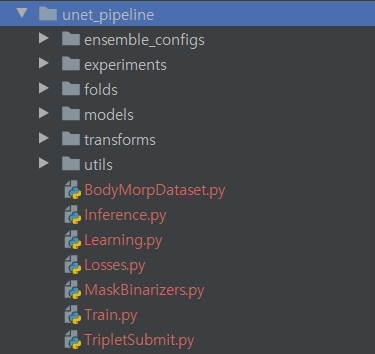 unet_pipeline
ensemble_configs
experiments
folds
models
transforms
utils
BodyMorpDataset.py
Inference.py
Learning.py
Losses.py
MaskBinarizers.py
Train.py
TripletSubmit.py